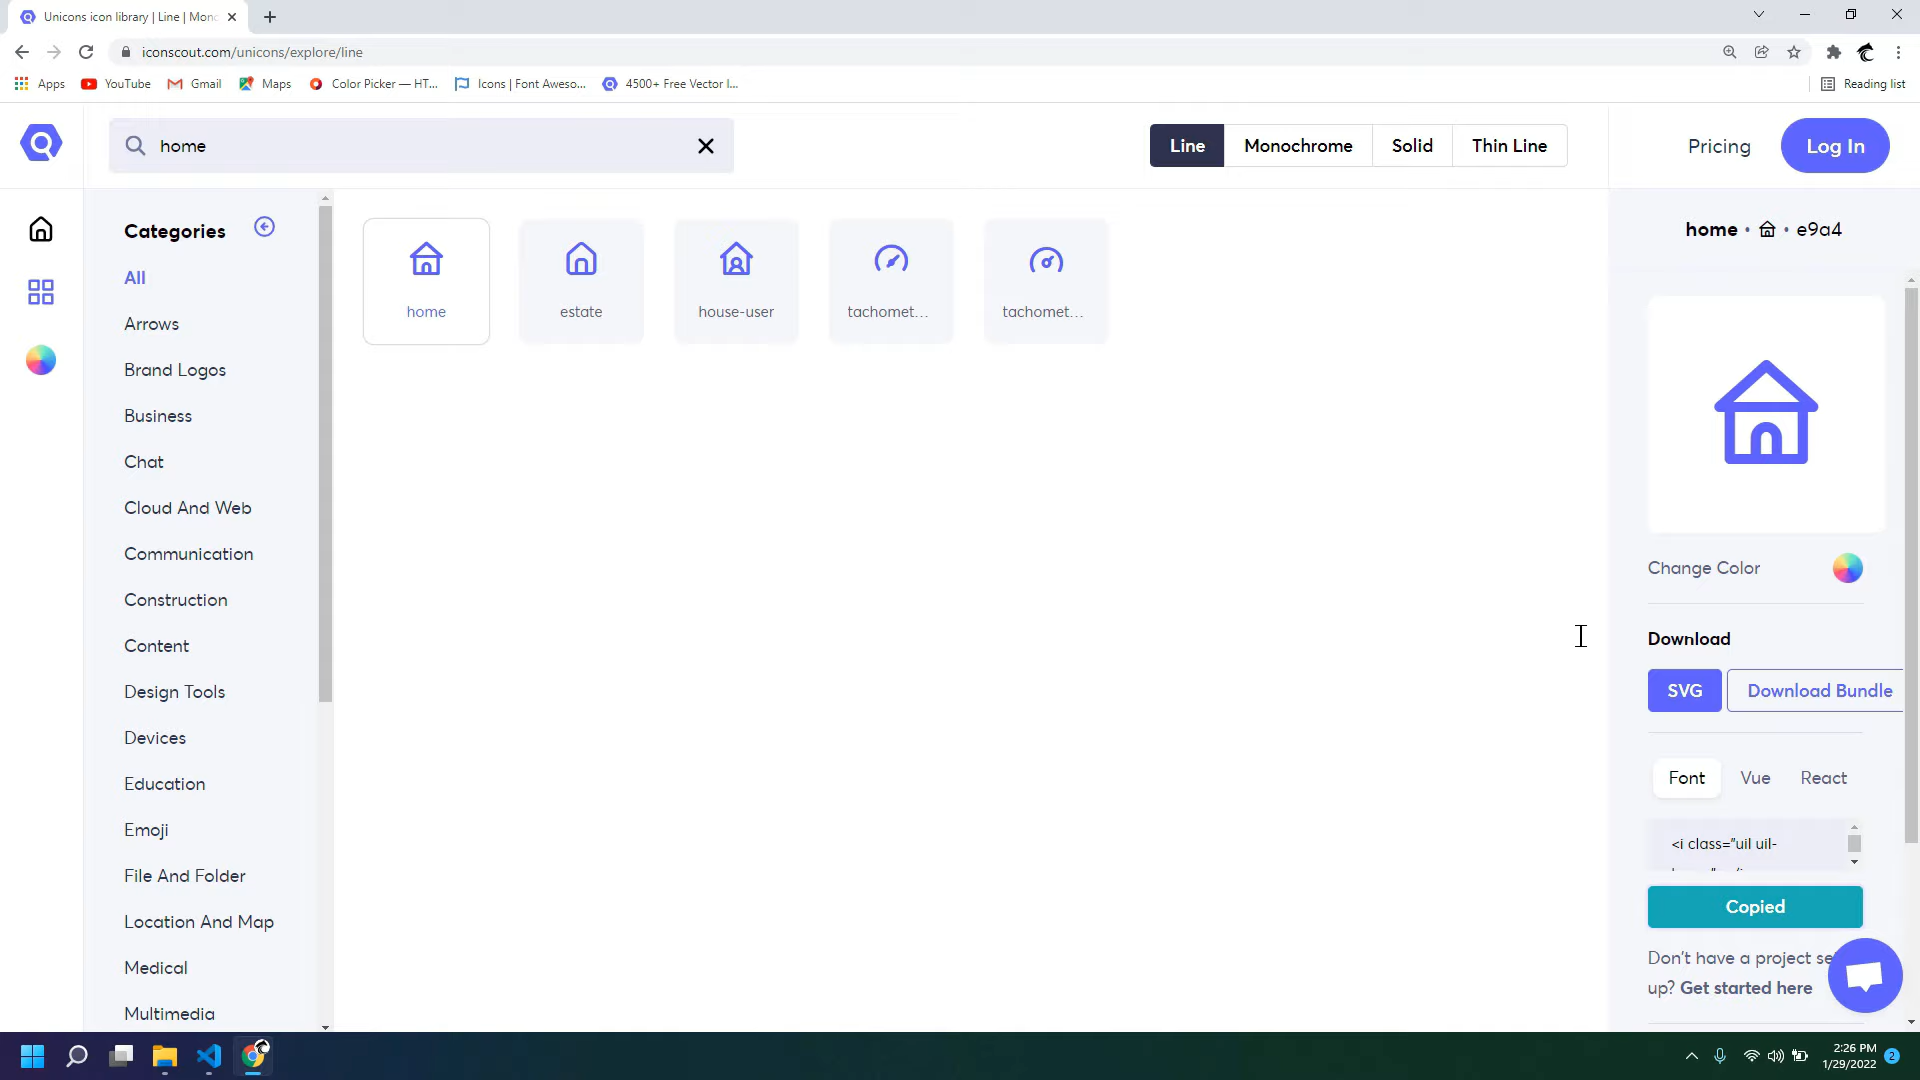 Unicons icon library | Line | Mono
iconscout.com/unicons/explore/line
Apps
YouTube
Gmail
Maps
Color Picker — HT...
Icons | Font Aweso...
4500+ Free Vector I...
Reading list
home
Line
Monochrome
Solid
Thin Line
Pricing
Log In
Categories
All
Arrows
Brand Logos
Business
Chat
Cloud And Web
Communication
Construction
Content
Design Tools
Devices
Education
Emoji
File And Folder
Location And Map
Medical
Multimedia
home
estate
house-user
tachomet...
tachomet...
home • • e9a4
Change Color
Download
SVG
Download Bundle
Font
Vue
React
<i class="uil uil-
Copied
Don't have a project se
up? Get started here
2:26 PM
1/29/2022
2